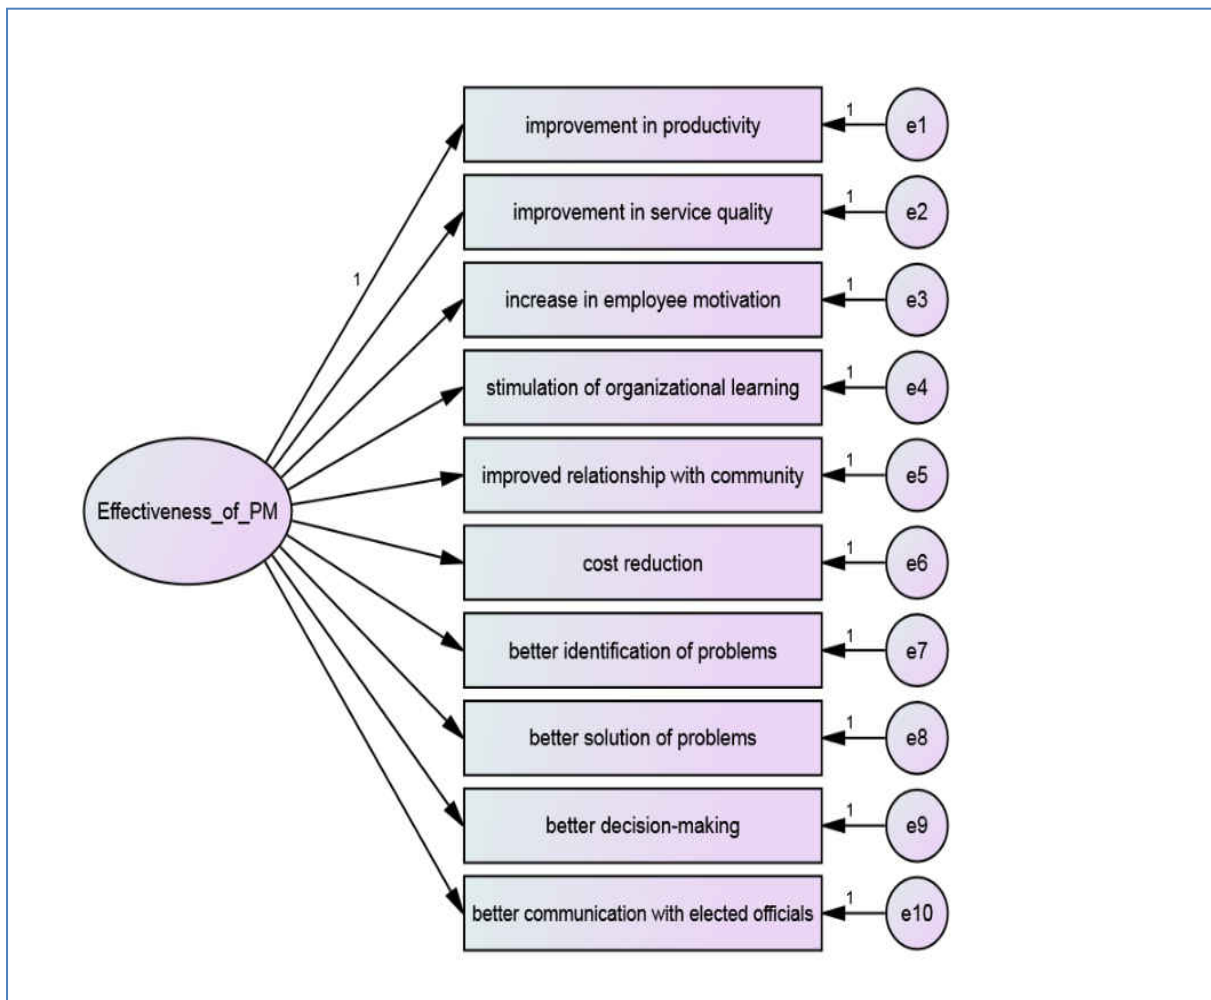 improvement in productivity
1
e1
improvement in service quality
1
e2
1
increase in employee motivation
1
e3
stimulation of organizational learning
1
e4
improved relationship with community
1
e5
Effectiveness_of_PM
cost reduction
1
e6
better identification of problems
1
e7
better solution of problems
1
e8
better decision-making
1
e9
better communication with elected officials
1
e10